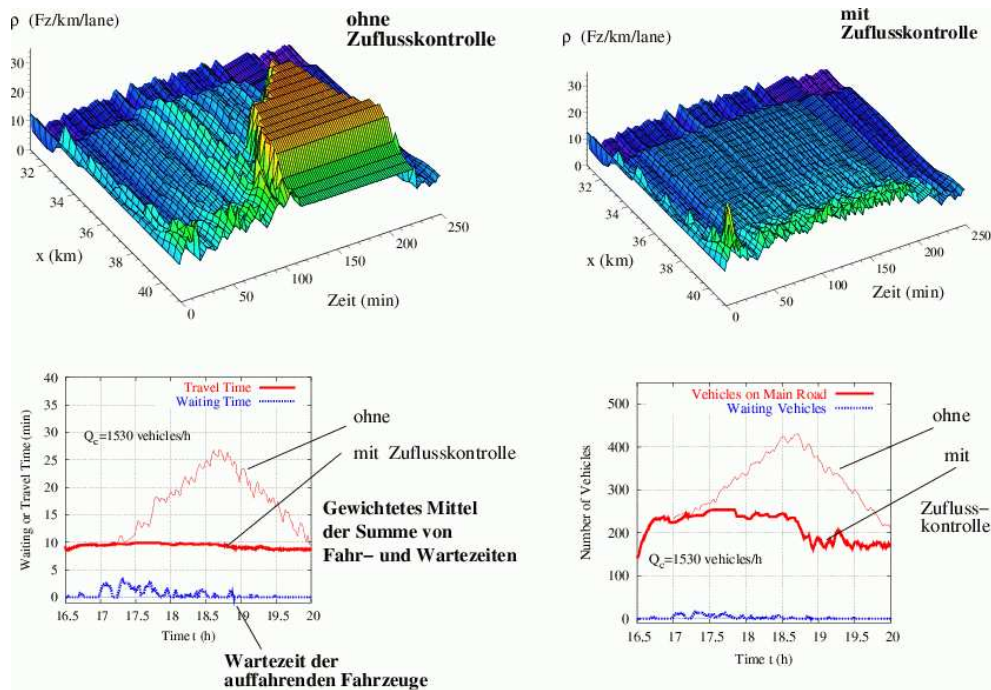 ρ (Fz/km/lane)
ohne
Zuflusskontrolle
30
20
10
0
32
34
36
38
40
x (km)
0
50
100
150
200
250
Zeit (min)
ρ (Fz/km/lane)
mit
Zuflusskontrolle
30
20
10
0
32
34
36
38
40
x (km)
0
50
100
150
200
250
Zeit (min)
Waiting or Travel Time (min)
40
35
30
25
20
15
10
5
0
Travel Time
Waiting Time
Q_c=1530 vehicles/h
16.5 17 17.5 18 18.5 19 19.5 20
Time t (h)
ohne
mit Zuflusskontrolle
Gewichtetes Mittel
der Summe von
Fahr− und Wartezeiten
Wartezeit der
auffahrenden Fahrzeuge
Number of Vehicles
500
400
300
200
100
0
Vehicles on Main Road
Waiting Vehicles
Q_c=1530 vehicles/h
16.5 17 17.5 18 18.5 19 19.5 20
Time t (h)
ohne
mit
Zufluss−
kontrolle